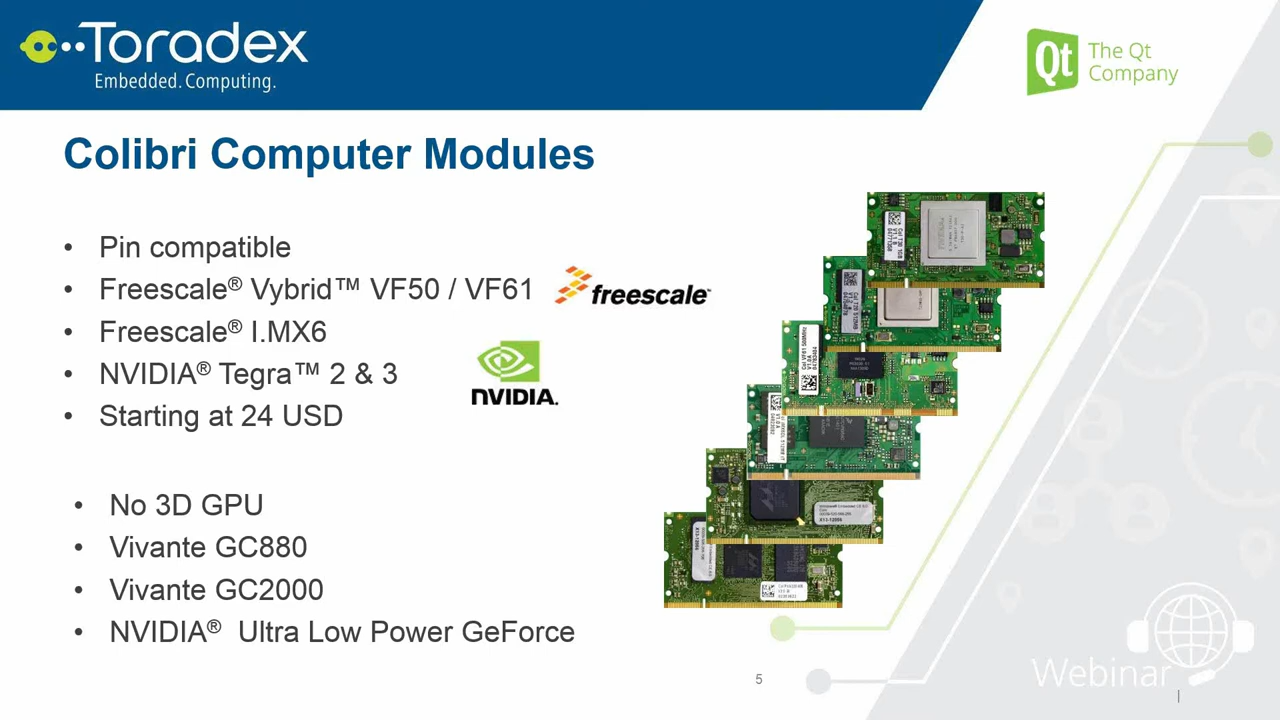 Toradex
Embedded. Computing.
Qt
The Qt
Company
Colibri Computer Modules
• Pin compatible
• Freescale® Vybrid™ VF50 / VF61
freescale™
• Freescale® I.MX6
• NVIDIA® Tegra™ 2 & 3
NVIDIA.
• Starting at 24 USD
• No 3D GPU
• Vivante GC880
• Vivante GC2000
• NVIDIA® Ultra Low Power GeForce
5
Webinar